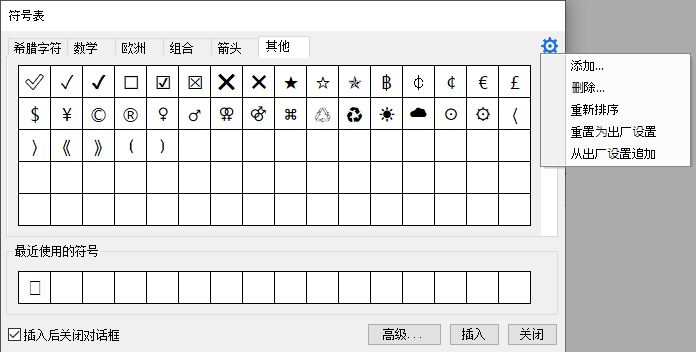 符号表
希腊字符 数学 欧洲 组合 箭头 其他
✓ ✓ ✔ ☐ ☑ ☒ ✕ ✕ ★ ☆ ✯ ฿ ₵ ¢ € £
$ ¥ © ® ♀ ♂ ⚢ ⚣ ⌘ ♺ ♻ ☀ ☁ ⊙ ⛭ 〈
〉 《 》 ( )
添加...
删除...
重新排序
重置为出厂设置
从出厂设置追加
最近使用的符号
插入后关闭对话框 高级... 插入 关闭